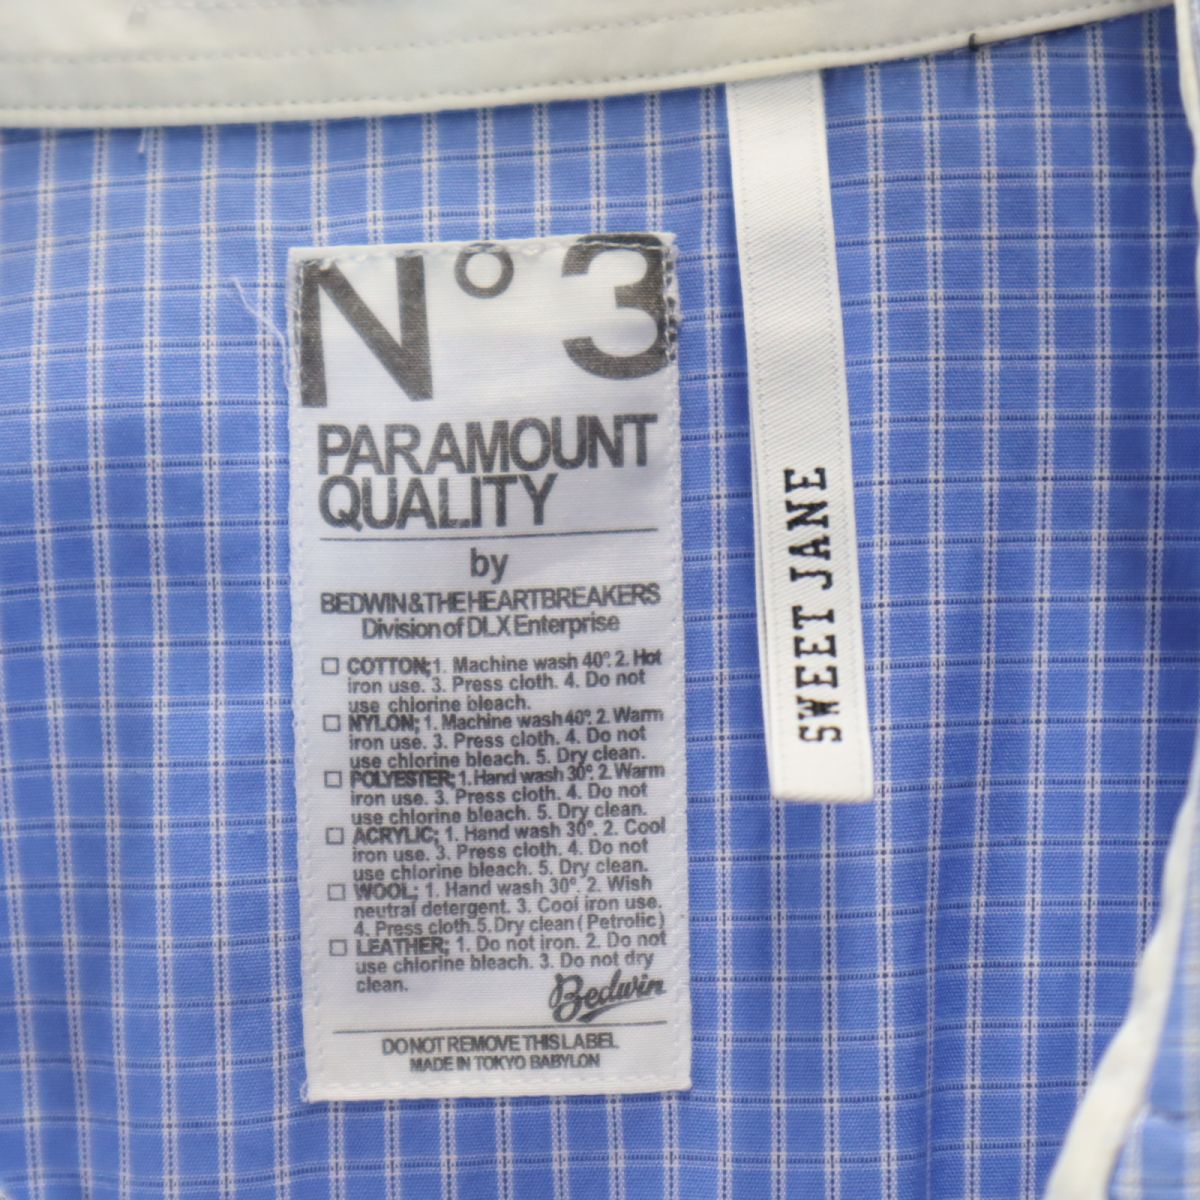 N° 3
PARAMOUNT
QUALITY
by
BEDWIN&THEHEARTBREAKERS
Division of DLX Enterprise
COTTON; 1. Machine wash 40°. 2. Hot
iron use. 3. Press cloth. 4. Do not
use chlorine bleach.
NYLON; 1. Machine wash 40°. 2. Warm
iron use. 3. Press cloth. 4. Do not
use chlorine bleach. 5. Dry clean.
POLYESTER; 1. Hand wash 30°. 2. Warm
iron use. 3. Press cloth. 4. Do not
use chlorine bleach. 5. Dry clean.
ACRYLIC; 1. Hand wash 30°. 2. Cool
iron use. 3. Press cloth. 4. Do not
use chlorine bleach. 5. Dry clean.
WOOL; 1. Hand wash 30°. 2. Wish
neutral detergent. 3. Cool iron use.
4. Press cloth. 5. Dry clean (Petrolic)
LEATHER; 1. Do not iron. 2. Do not
use chlorine bleach. 3. Do not dry
clean.
Bedwin
DO NOT REMOVE THIS LABEL
MADE IN TOKYO BABYLON
SWEET JANE